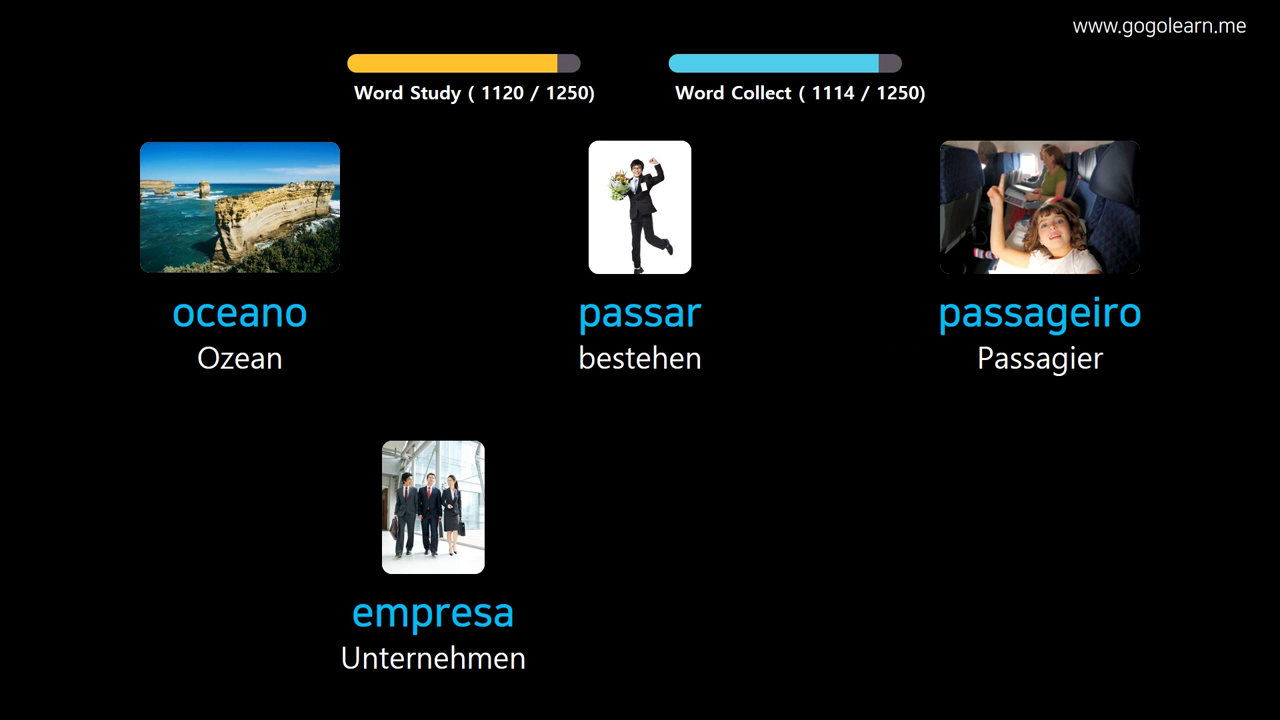 www.gogolearn.me
Word Study ( 1120 / 1250)
Word Collect ( 1114 / 1250)
oceano
Ozean
passar
bestehen
passageiro
Passagier
empresa
Unternehmen